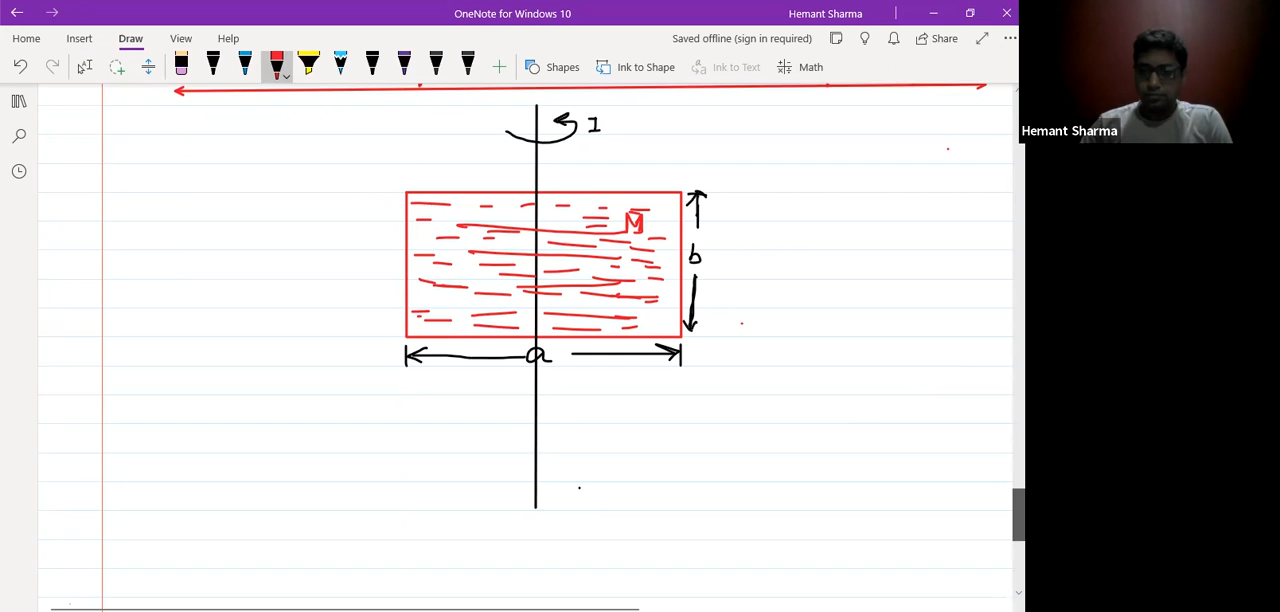 OneNote for Windows 10
Hemant Sharma
Home Insert Draw View Help
Saved offline (sign in required)
Share
Shapes
Ink to Shape
Ink to Text
Math
Hemant Sharma
I
M
b
a